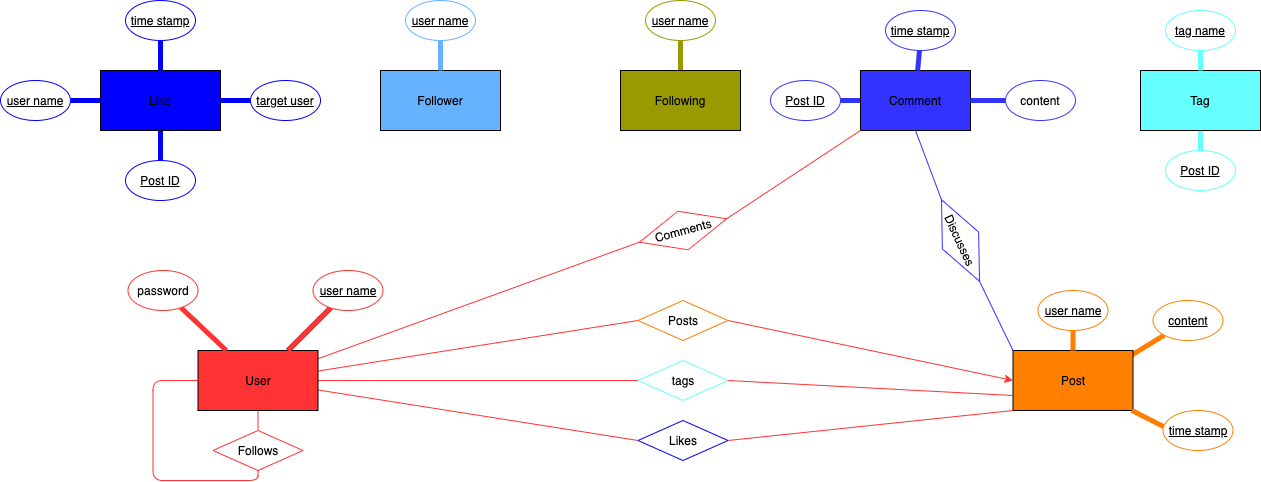 time stamp
user name
user name
time stamp
tag name
user name
Like
target user
Follower
Following
Post ID
Comment
content
Tag
Post ID
Post ID
Comments
Discusses
password
user name
Posts
user name
content
User
tags
Post
Follows
Likes
time stamp